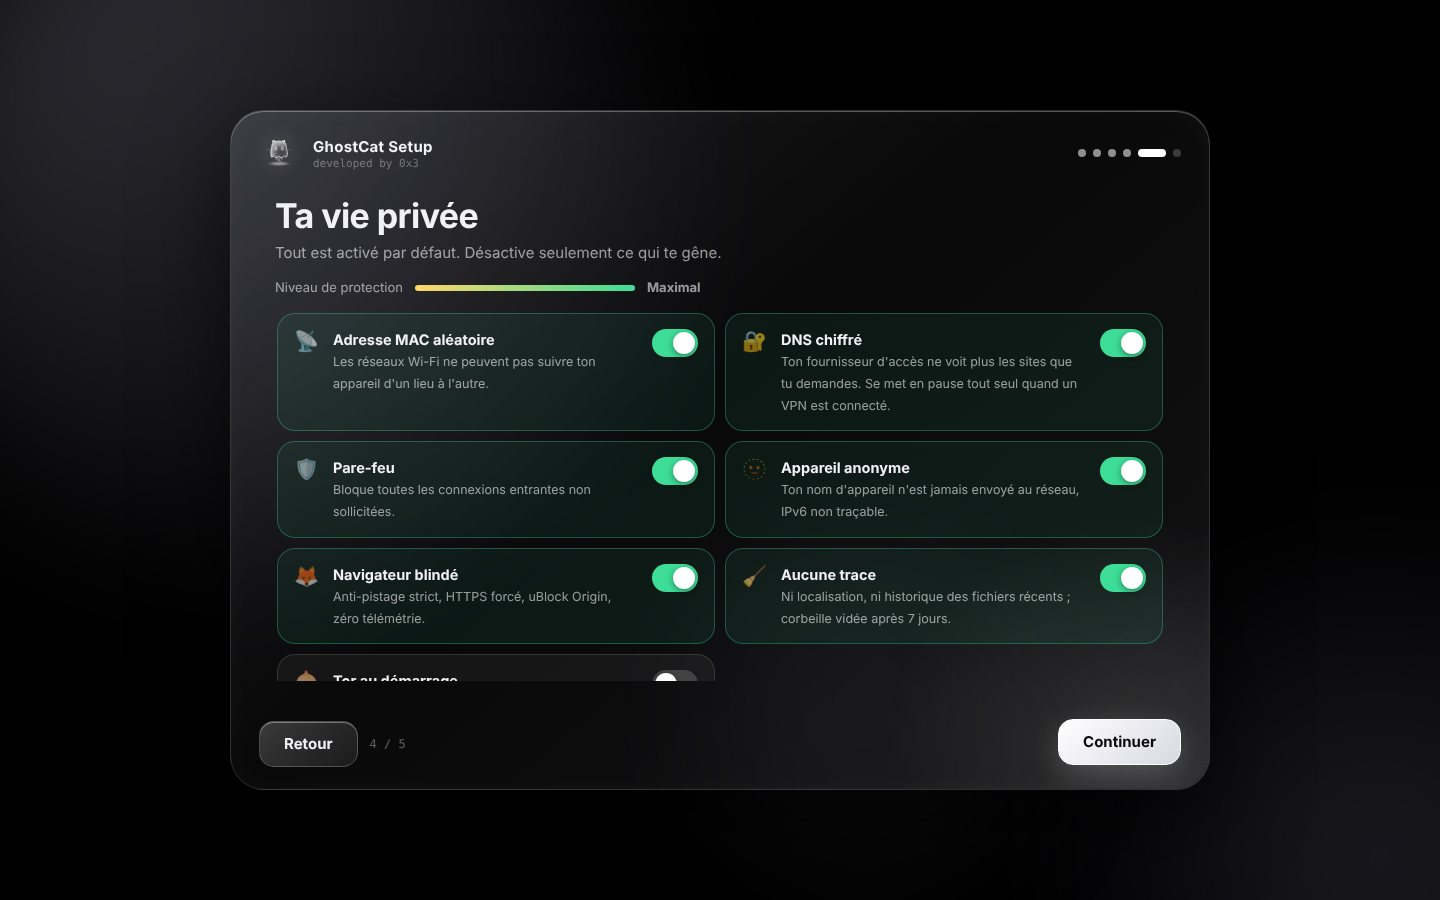 GhostCat Setup
developed by 0x3
Ta vie privée
Tout est activé par défaut. Désactive seulement ce qui te gêne.
Niveau de protection Maximal
Adresse MAC aléatoire
Les réseaux Wi-Fi ne peuvent pas suivre ton
appareil d'un lieu à l'autre.
DNS chiffré
Ton fournisseur d'accès ne voit plus les sites que
tu demandes. Se met en pause tout seul quand un
VPN est connecté.
Pare-feu
Bloque toutes les connexions entrantes non
sollicitées.
Appareil anonyme
Ton nom d'appareil n'est jamais envoyé au réseau,
IPv6 non traçable.
Navigateur blindé
Anti-pistage strict, HTTPS forcé, uBlock Origin,
zéro télémétrie.
Aucune trace
Ni localisation, ni historique des fichiers récents ;
corbeille vidée après 7 jours.
Tor au démarrage
Retour
4 / 5
Continuer